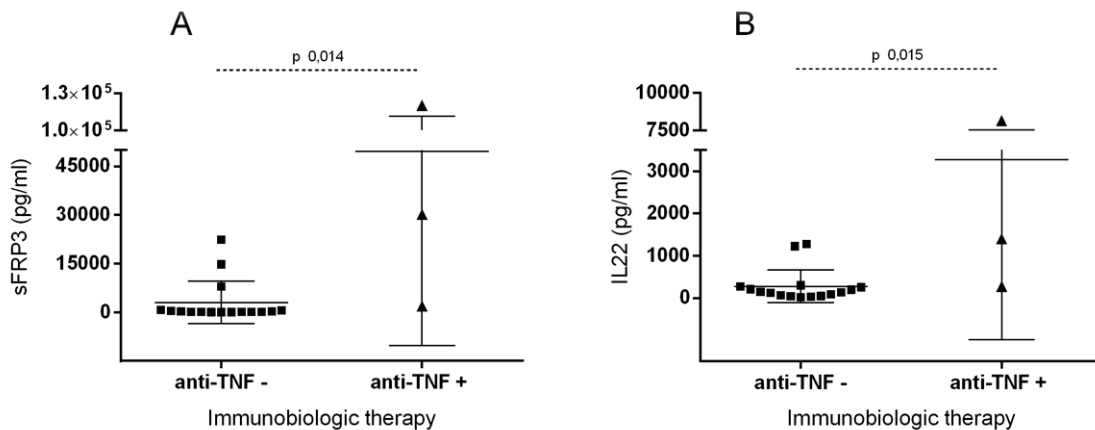 A
p 0,014
1.3×10⁵
1.0×10⁵
45000
30000
15000
0
sFRP3 (pg/ml)
anti-TNF - anti-TNF +
Immunobiologic therapy
B
p 0,015
10000
7500
3000
2000
1000
0
IL22 (pg/ml)
anti-TNF - anti-TNF +
Immunobiologic therapy